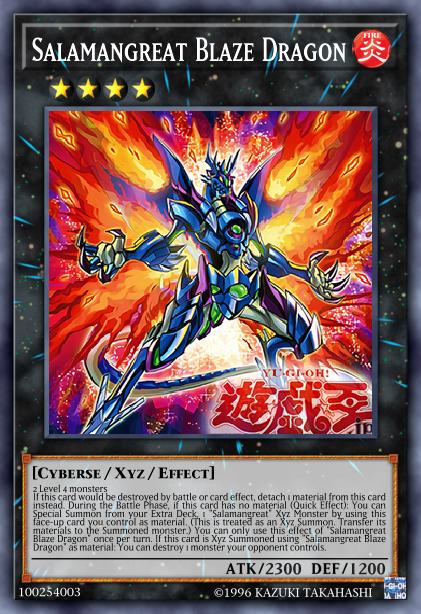 Salamangreat Blaze Dragon
FIRE
炎
YU-GI-OH!
遊戯王
[Cyberse / Xyz / Effect]
2 Level 4 monsters
If this card would be destroyed by battle or card effect, detach 1 material from this card
instead. During the Battle Phase, if this card has no material (Quick Effect): You can
Special Summon from your Extra Deck, 1 "Salamangreat" Xyz Monster by using this
face-up card you control as material. (This is treated as an Xyz Summon. Transfer its
materials to the Summoned monster.) You can only use this effect of "Salamangreat
Blaze Dragon" once per turn. If this card is Xyz Summoned using "Salamangreat Blaze
Dragon" as material: You can destroy 1 monster your opponent controls.
ATK/2300 DEF/1200
100254003
©1996 KAZUKI TAKAHASHI